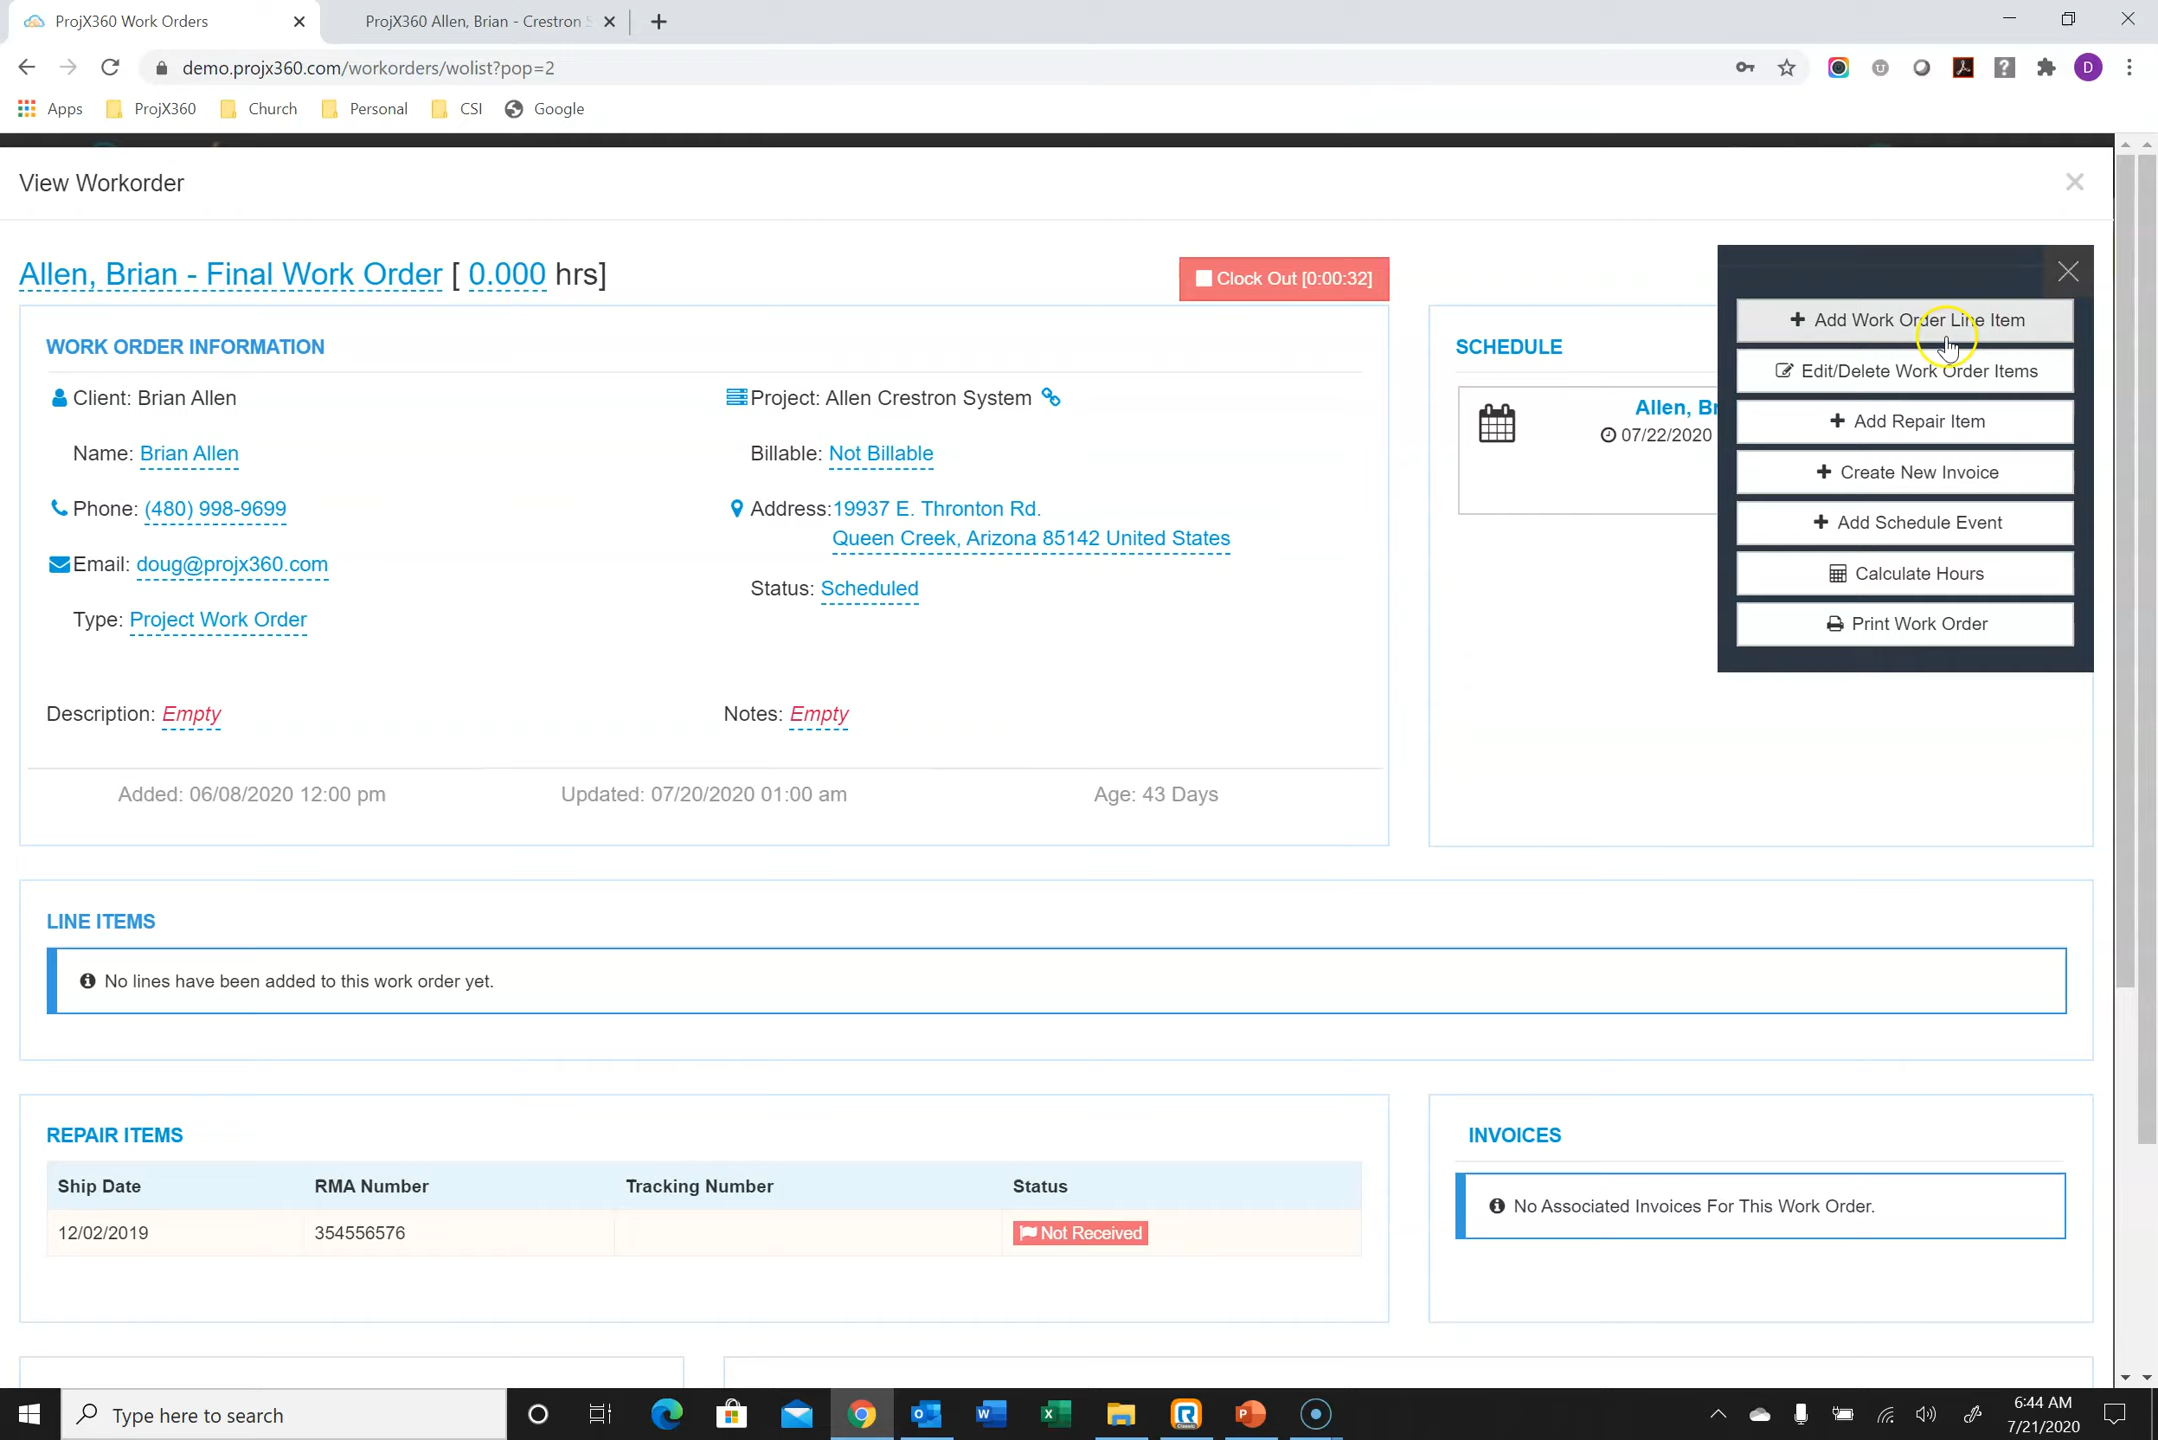 ProjX360 Work Orders
ProjX360 Allen, Brian - Crestron S
demo.projx360.com/workorders/wolist?pop=2
D
Apps ProjX360 Church Personal CSI Google
View Workorder
Allen, Brian - Final Work Order [ 0.000 hrs]
Clock Out [0:00:32]
WORK ORDER INFORMATION
Client: Brian Allen
Project: Allen Crestron System
Name: Brian Allen
Billable: Not Billable
Phone: (480) 998-9699
Address: 19937 E. Thronton Rd.
Queen Creek, Arizona 85142 United States
Email: doug@projx360.com
Status: Scheduled
Type: Project Work Order
Description: Empty
Notes: Empty
Added: 06/08/2020 12:00 pm
Updated: 07/20/2020 01:00 am
Age: 43 Days
SCHEDULE
Allen, Br
07/22/2020
Add Work Order Line Item
Edit/Delete Work Order Items
Add Repair Item
Create New Invoice
Add Schedule Event
Calculate Hours
Print Work Order
LINE ITEMS
No lines have been added to this work order yet.
REPAIR ITEMS
Ship Date RMA Number Tracking Number Status
12/02/2019 354556576 Not Received
INVOICES
No Associated Invoices For This Work Order.
Type here to search
6:44 AM
7/21/2020